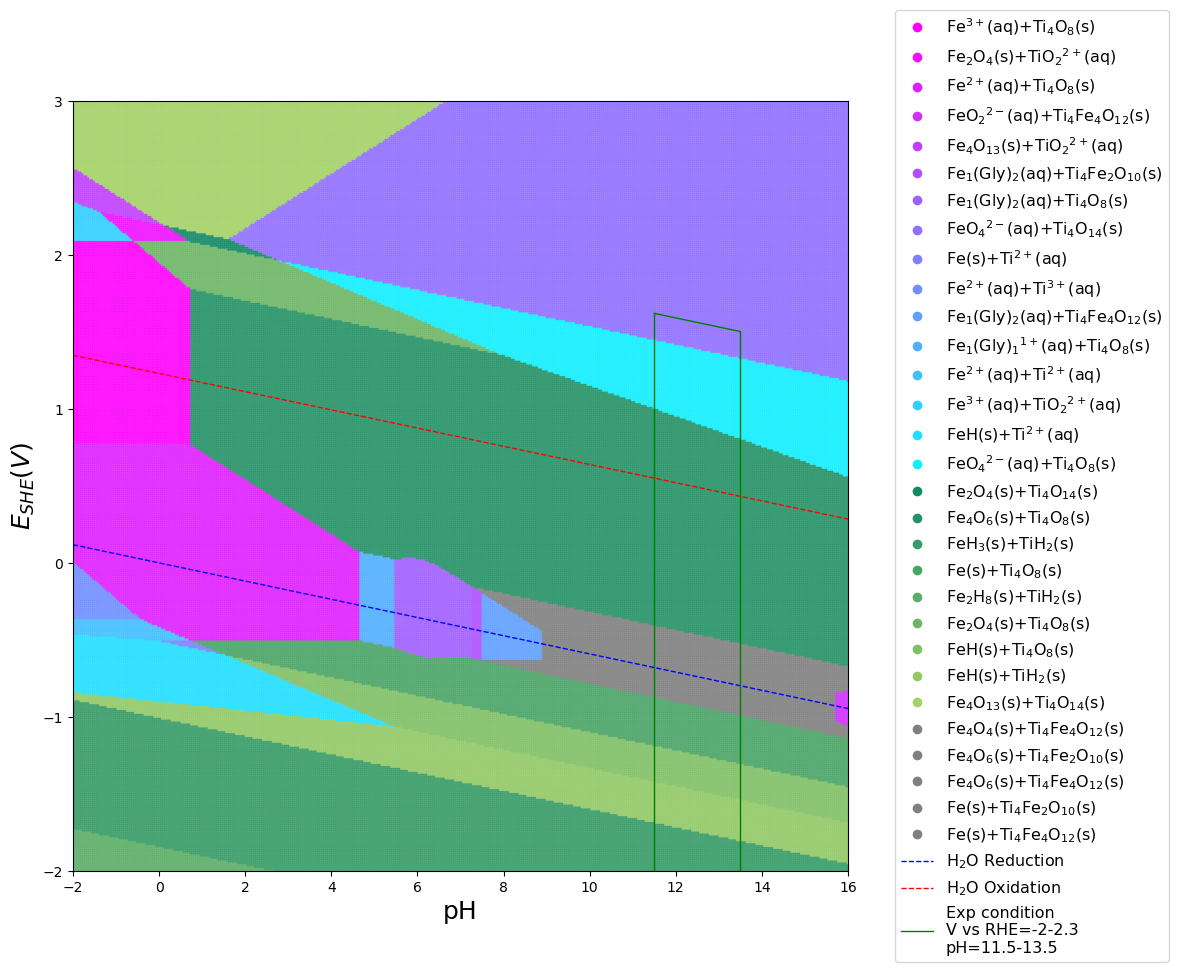 Fe³⁺(aq)+Ti₄O₈(s)
Fe₂O₄(s)+TiO₂²⁺(aq)
Fe²⁺(aq)+Ti₄O₈(s)
FeO₂²⁻(aq)+Ti₄Fe₄O₁₂(s)
Fe₄O₁₃(s)+TiO₂²⁺(aq)
Fe₁(Gly)₂(aq)+Ti₄Fe₂O₁₀(s)
Fe₁(Gly)₂(aq)+Ti₄O₈(s)
FeO₄²⁻(aq)+Ti₄O₁₄(s)
Fe(s)+Ti²⁺(aq)
Fe²⁺(aq)+Ti³⁺(aq)
Fe₁(Gly)₂(aq)+Ti₄Fe₄O₁₂(s)
Fe₁(Gly)₁¹⁺(aq)+Ti₄O₈(s)
Fe²⁺(aq)+Ti²⁺(aq)
Fe³⁺(aq)+TiO₂²⁺(aq)
FeH(s)+Ti²⁺(aq)
FeO₄²⁻(aq)+Ti₄O₈(s)
Fe₂O₄(s)+Ti₄O₁₄(s)
Fe₄O₆(s)+Ti₄O₈(s)
FeH₃(s)+TiH₂(s)
Fe(s)+Ti₄O₈(s)
Fe₂H₈(s)+TiH₂(s)
Fe₂O₄(s)+Ti₄O₈(s)
FeH(s)+Ti₄O₈(s)
FeH(s)+TiH₂(s)
Fe₄O₁₃(s)+Ti₄O₁₄(s)
Fe₄O₄(s)+Ti₄Fe₄O₁₂(s)
Fe₄O₆(s)+Ti₄Fe₂O₁₀(s)
Fe₄O₆(s)+Ti₄Fe₄O₁₂(s)
Fe(s)+Ti₄Fe₂O₁₀(s)
Fe(s)+Ti₄Fe₄O₁₂(s)
H₂O Reduction
H₂O Oxidation
Exp condition
V vs RHE=-2-2.3
pH=11.5-13.5
E_SHE(V)
3
2
1
0
−1
−2
−2 0 2 4 6 8 10 12 14 16
pH